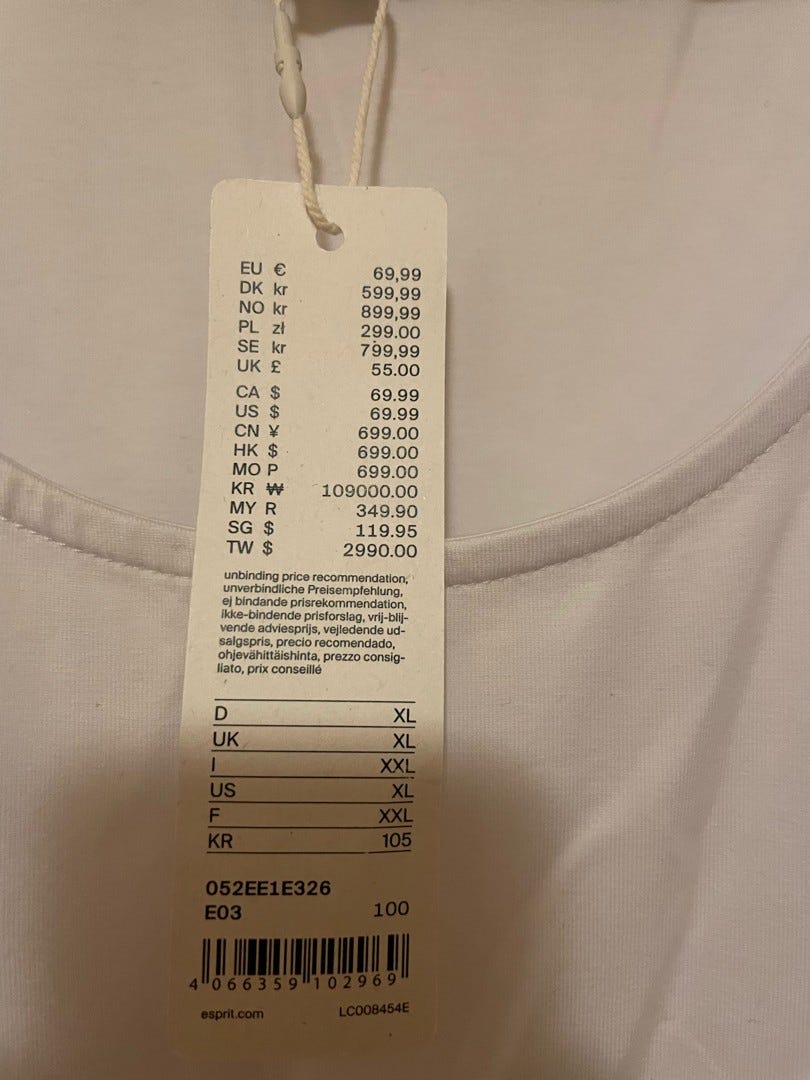 EU € 69,99
DK kr 599,99
NO kr 899,99
PL zł 299.00
SE kr 799,99
UK £ 55.00
CA $ 69.99
US $ 69.99
CN ¥ 699.00
HK $ 699.00
MO P 699.00
KR ₩ 109000.00
MY R 349.90
SG $ 119.95
TW $ 2990.00
unbinding price recommendation,
unverbindliche Preisempfehlung,
ej bindande prisrekommendation,
ikke-bindende prisforslag, vrij-blij-
vende adviesprijs, vejledende ud-
salgspris, precio recomendado,
ohjevähittäishinta, prezzo consig-
liato, prix conseillé
D XL
UK XL
I XXL
US XL
F XXL
KR 105
052EE1E326
E03 100
4 066359 102969
esprit.com LC008454E